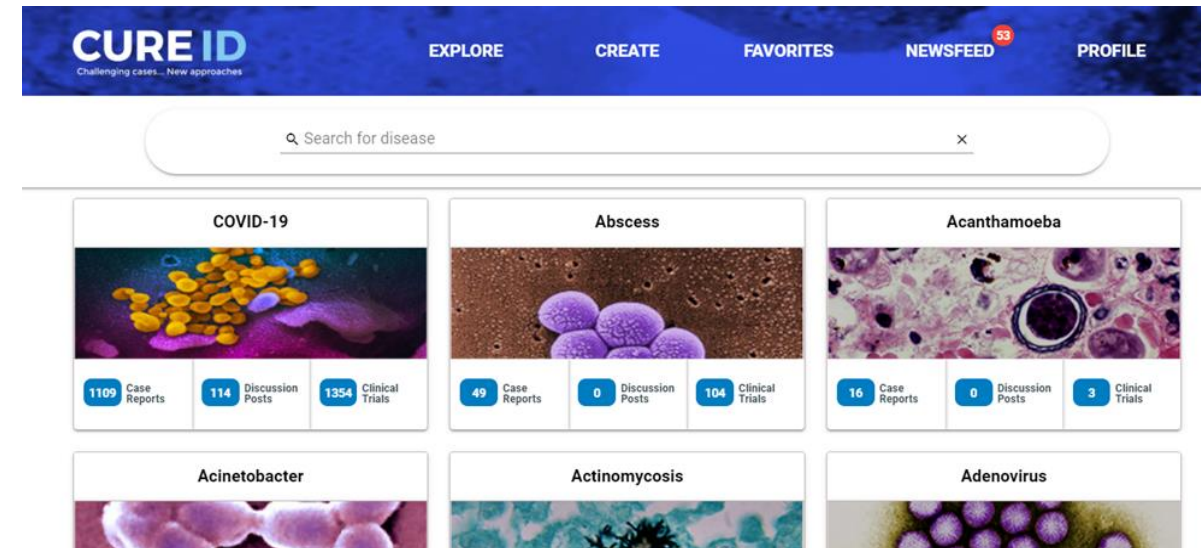 CURE ID
Challenging cases... New approaches
EXPLORE
CREATE
FAVORITES
NEWSFEED
53
PROFILE
Search for disease
COVID-19
Abscess
Acanthamoeba
1109 Case Reports
114 Discussion Posts
1354 Clinical Trials
49 Case Reports
0 Discussion Posts
104 Clinical Trials
16 Case Reports
0 Discussion Posts
3 Clinical Trials
Acinetobacter
Actinomycosis
Adenovirus